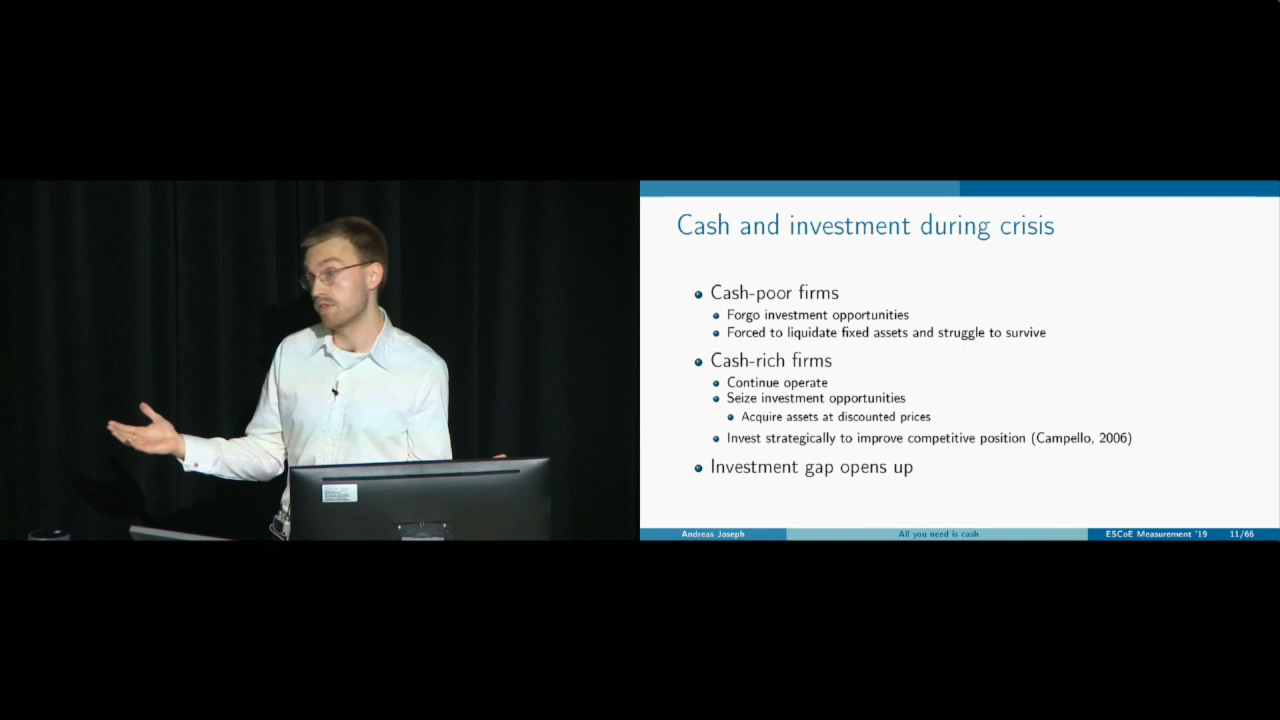 Cash and investment during crisis
Cash-poor firms
Forgo investment opportunities
Forced to liquidate fixed assets and struggle to survive
Cash-rich firms
Continue operate
Seize investment opportunities
Acquire assets at discounted prices
Invest strategically to improve competitive position (Campello, 2006)
Investment gap opens up
Andreas Joseph
All you need is cash
ESCoE Measurement '19
11/66